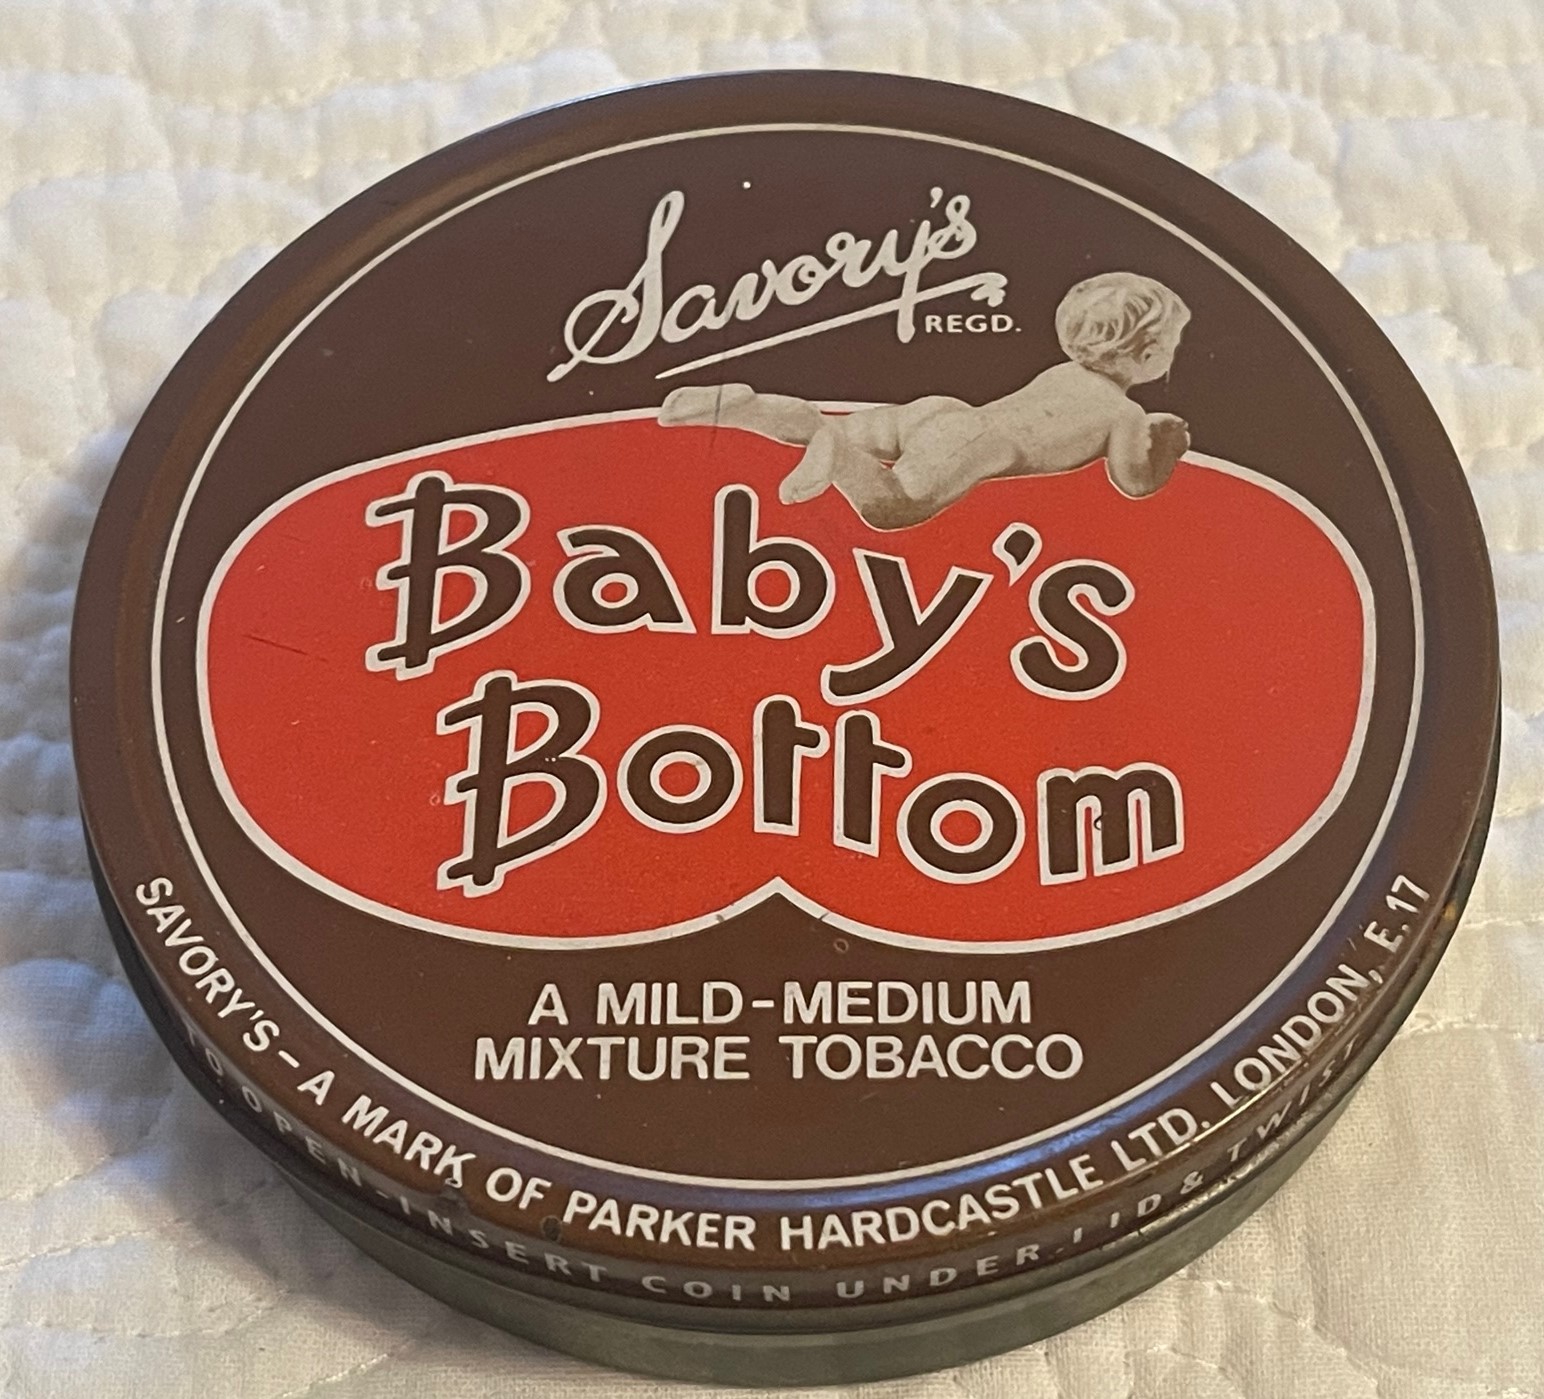 Savory's
REGD.
Baby's
Bottom
A MILD-MEDIUM
MIXTURE TOBACCO
SAVORY'S - A MARK OF PARKER HARDCASTLE LTD. LONDON, E.17
TO OPEN-INSERT COIN UNDER LID & TWIST